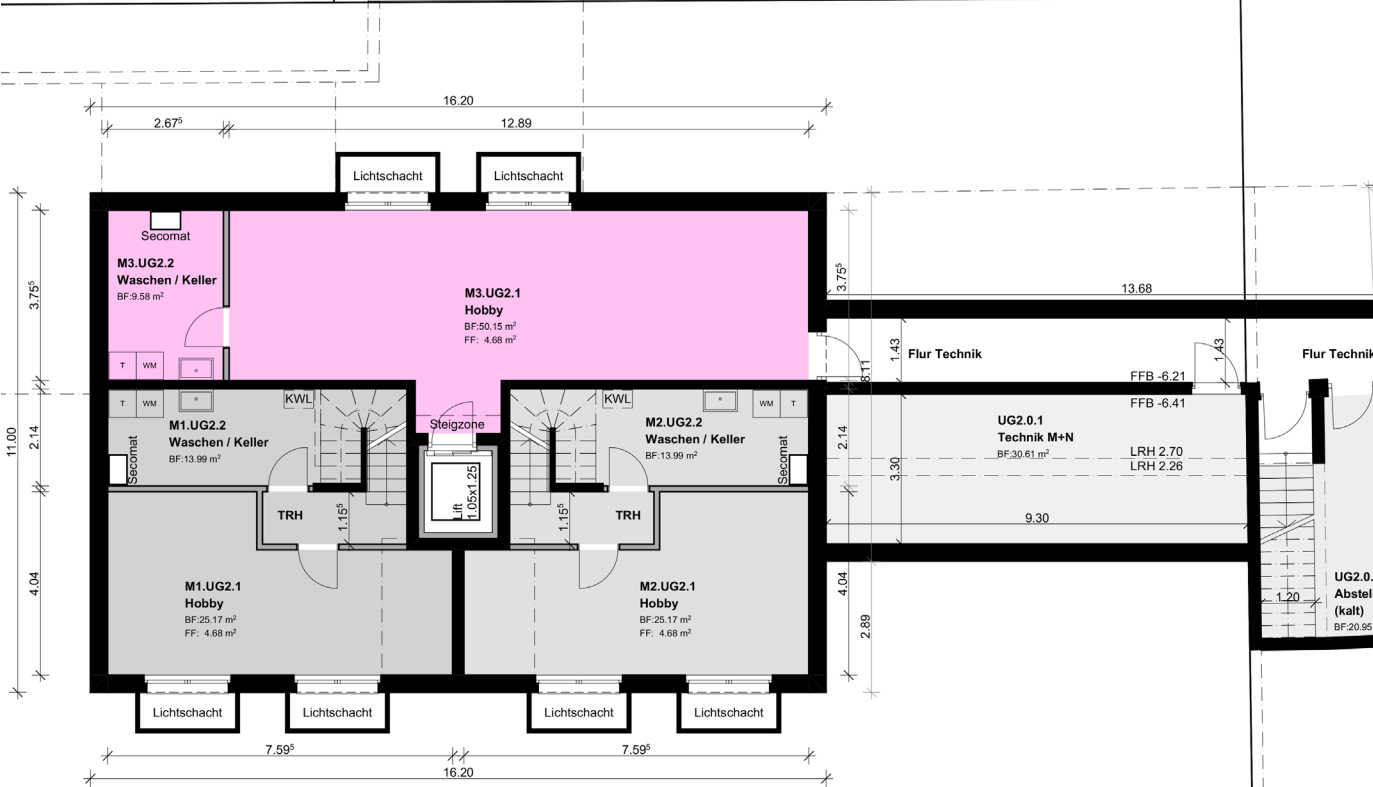 16.20
2.67⁵
12.89
Lichtschacht
Lichtschacht
Secomat
M3.UG2.2
Waschen / Keller
BF:9.58 m²
T
WM
M3.UG2.1
Hobby
BF:50.15 m²
FF: 4.68 m²
3.75⁵
3.75⁵
13.68
1.43
Flur Technik
1.43
Flur Technik
8.11
FFB -6.21
FFB -6.41
11.00
2.14
T
WM
KWL
M1.UG2.2
Waschen / Keller
BF:13.99 m²
Secomat
Steigzone
KWL
M2.UG2.2
Waschen / Keller
BF:13.99 m²
WM
T
Secomat
2.14
UG2.0.1
Technik M+N
BF:30.61 m²
LRH 2.70
LRH 2.26
3.30
9.30
Lift
1.05x1.25
TRH
1.15⁵
1.15⁵
TRH
4.04
M1.UG2.1
Hobby
BF:25.17 m²
FF: 4.68 m²
M2.UG2.1
Hobby
BF:25.17 m²
FF: 4.68 m²
4.04
2.89
1.20
UG2.0.
Abstel
(kalt)
BF:20.95
Lichtschacht
Lichtschacht
Lichtschacht
Lichtschacht
7.59⁵
7.59⁵
16.20